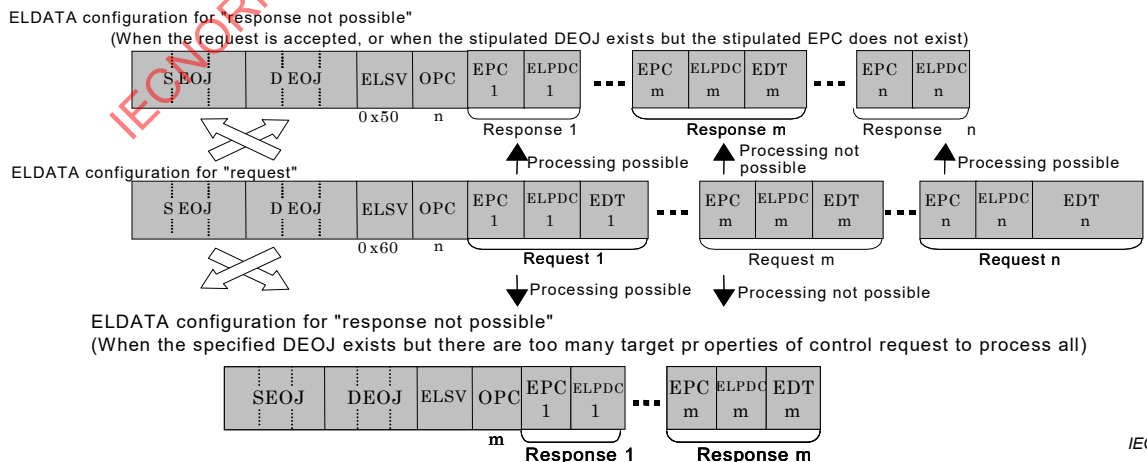 ELDATA configuration for "response not possible"
(When the request is accepted, or when the stipulated DEOJ exists but the stipulated EPC does not exist)
SEOJ DEOJ ELSV OPC EPC 1 ELPDC 1 EPC m ELPDC m EDT m EPC n ELPDC n
0x50 n Response 1 Response m Response n
Processing possible Processing not possible Processing possible
ELDATA configuration for "request"
SEOJ DEOJ ELSV OPC EPC 1 ELPDC 1 EDT 1 EPC m ELPDC m EDT m EPC n ELPDC n EDT n
0x60 n Request 1 Request m Request n
Processing possible Processing not possible
ELDATA configuration for "response not possible"
(When the specified DEOJ exists but there are too many target pr operties of control request to process all)
SEOJ DEOJ ELSV OPC EPC 1 ELPDC 1 EPC m ELPDC m EDT m
m Response 1 Response m
IEC